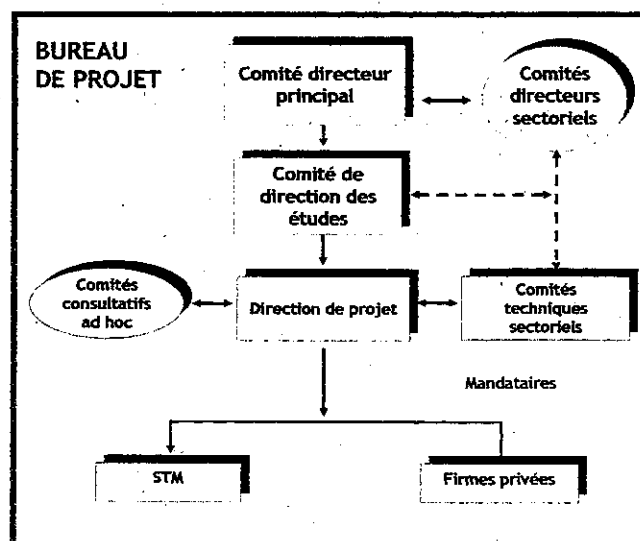 BUREAU
DE PROJET
Comité directeur
principal
Comités
directeurs
sectoriels
Comité de
direction des
études
Comités
consultatifs
ad hoc
Direction de projet
Comités
techniques
sectoriels
Mandataires
STM
Firmes privées